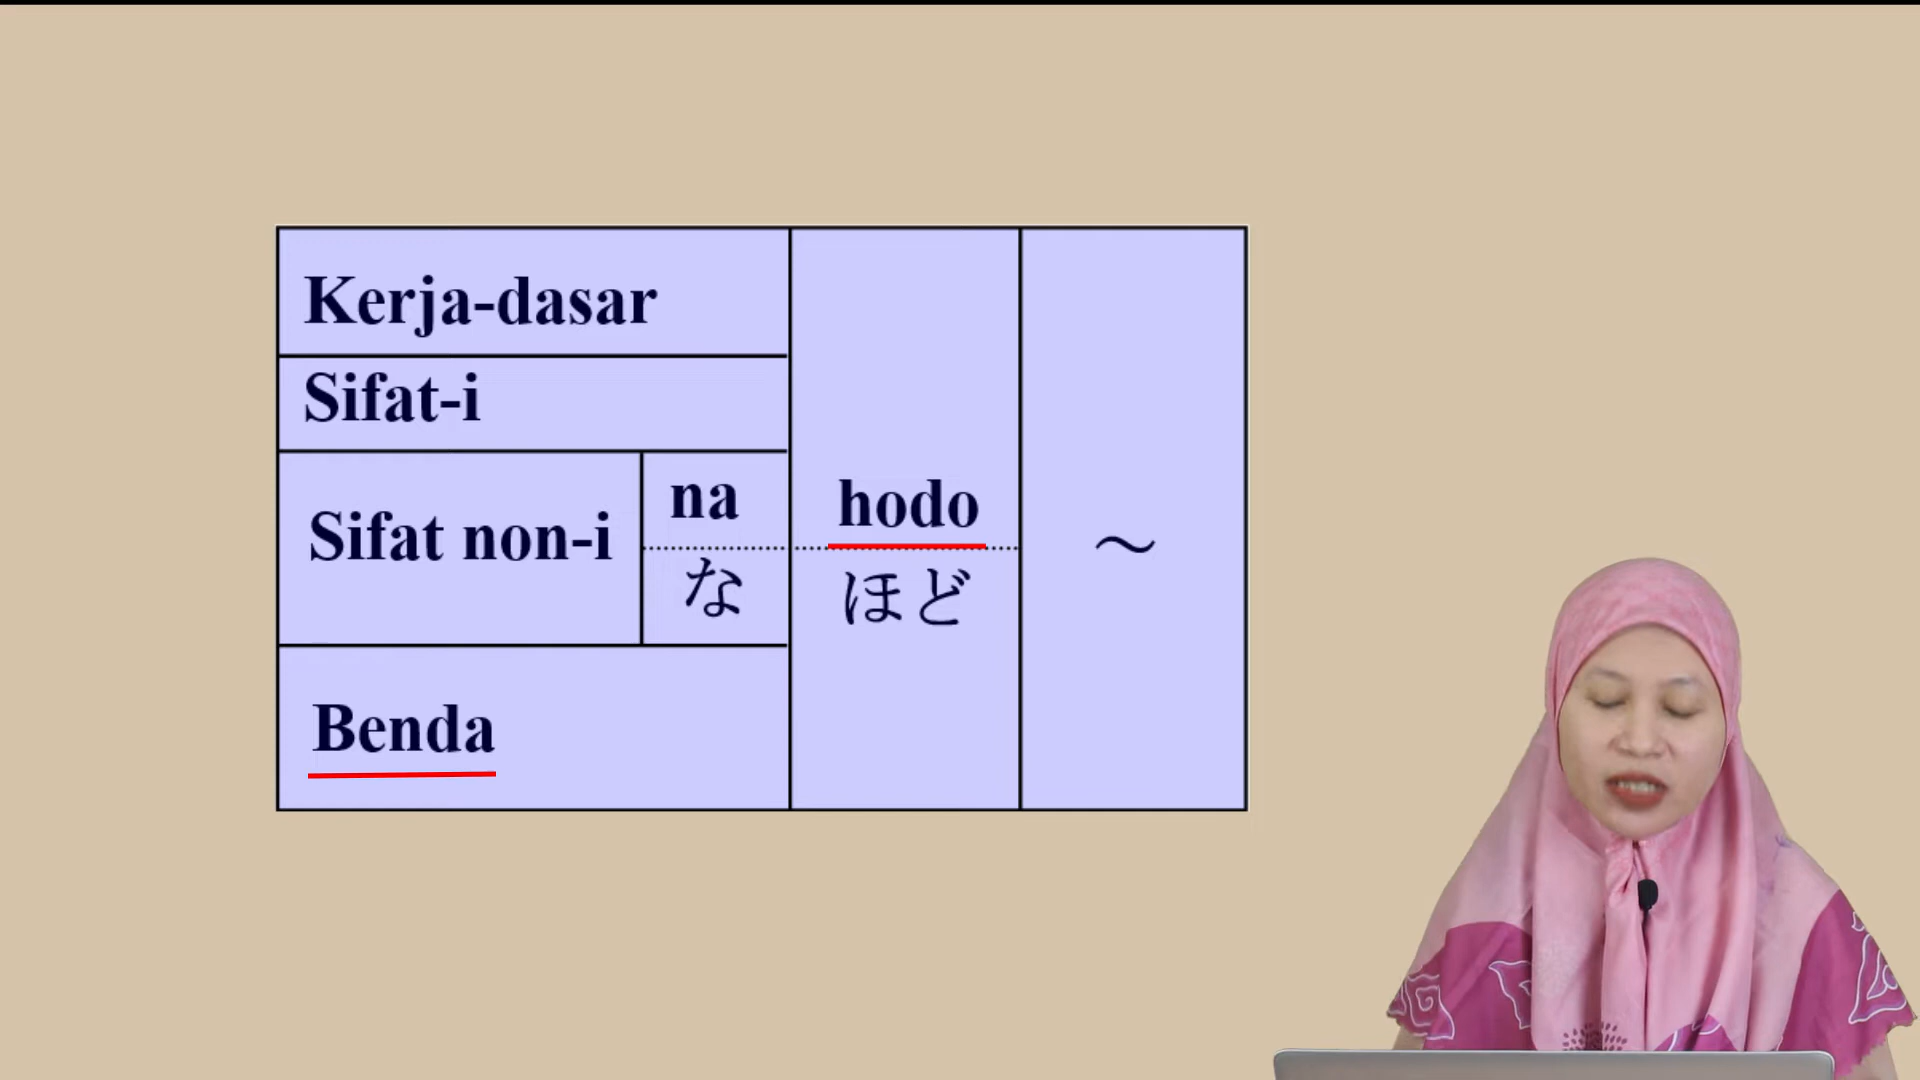 Kerja-dasar
Sifat-i
Sifat non-i
na
な
hodo
ほど
～
Benda